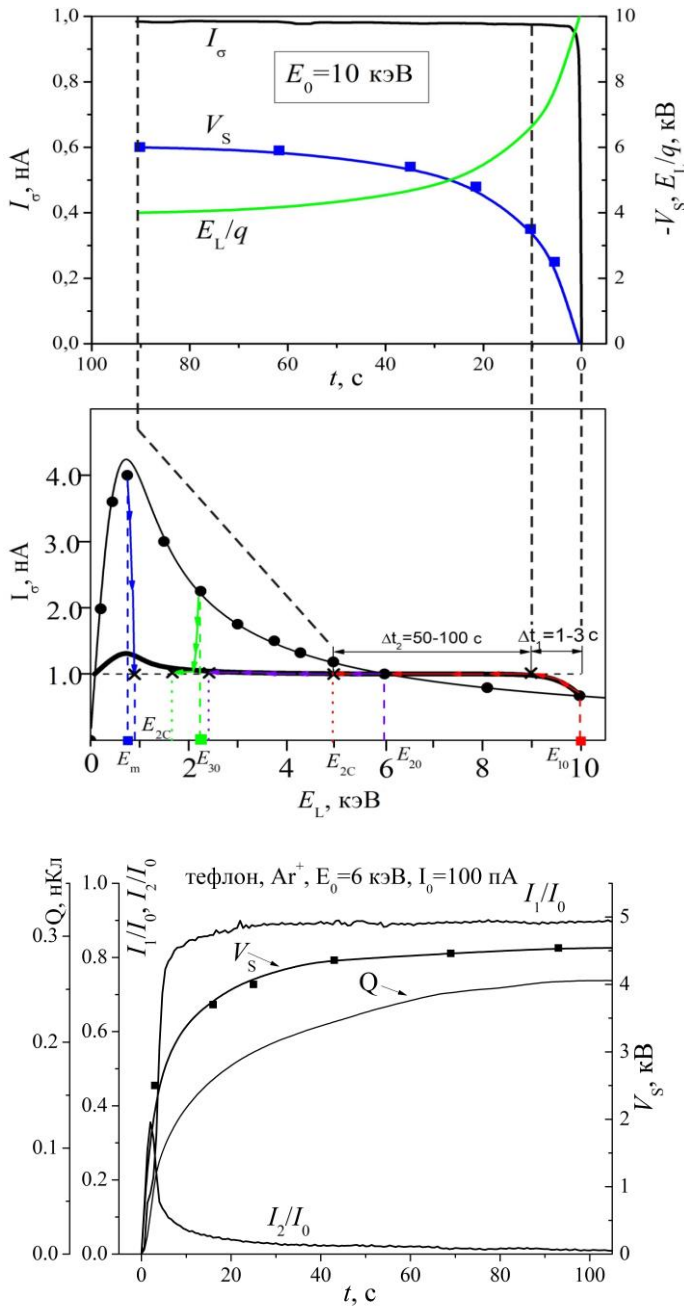 1,0
0,6
0,4
0,2
0,0
I_σ, нА
I_σ
E_0=10 кэВ
V_S
E_L/q
10
8
6
4
2
0
-V_S, E_L/q, кВ
100
80
60
40
20
0
t, с
4.0
3.0
2.0
1.0
I_σ, нА
Δt_2=50-100 с
Δt_1=1-3 с
E_2C
E_m
E_30
E_2C
E_20
E_10
0
2
4
6
8
10
E_L, кэВ
тефлон, Ar^+, E_0=6 кэВ, I_0=100 пА
Q, нКл
0.3
0.2
0.1
0.0
I_1/I_0, I_2/I_0
1.0
0.8
0.6
0.4
0.2
0.0
I_1/I_0
V_S
Q
I_2/I_0
5
4
3
2
1
0
V_S, кВ
0
20
40
60
80
100
t, с